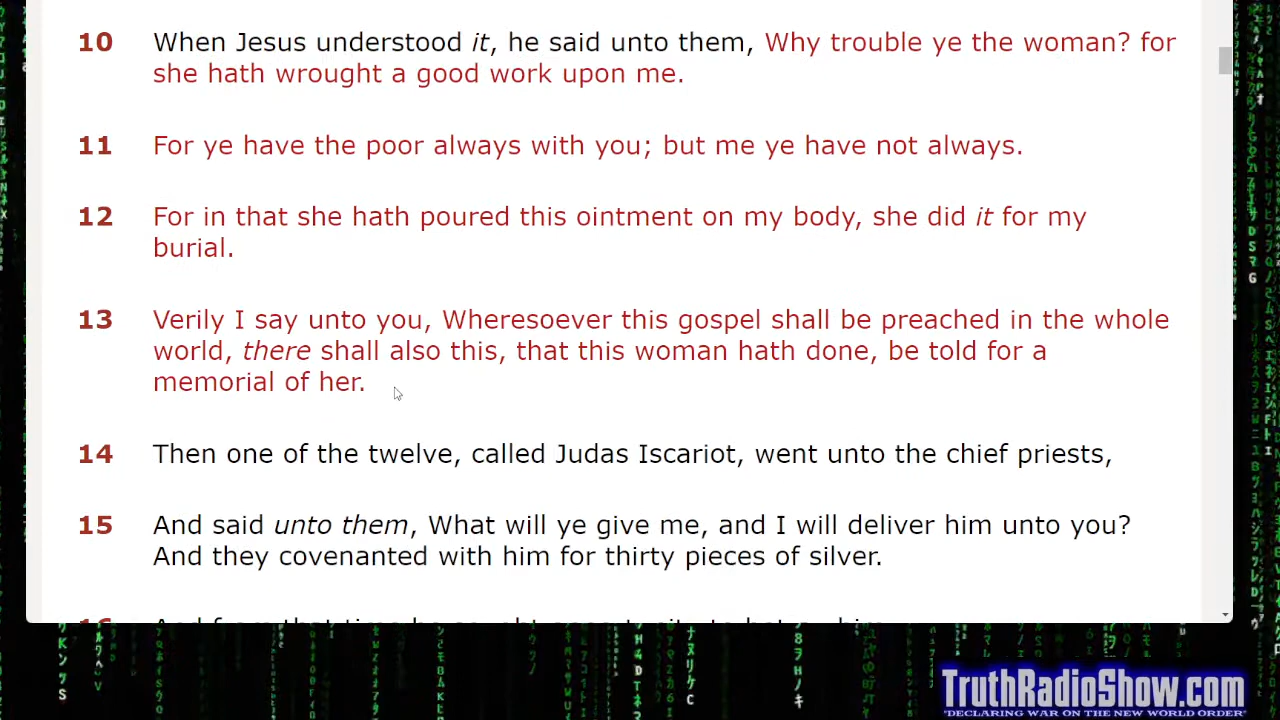 10 When Jesus understood it, he said unto them, Why trouble ye the woman? for
she hath wrought a good work upon me.
11 For ye have the poor always with you; but me ye have not always.
12 For in that she hath poured this ointment on my body, she did it for my
burial.
13 Verily I say unto you, Wheresoever this gospel shall be preached in the whole
world, there shall also this, that this woman hath done, be told for a
memorial of her.
14 Then one of the twelve, called Judas Iscariot, went unto the chief priests,
15 And said unto them, What will ye give me, and I will deliver him unto you?
And they covenanted with him for thirty pieces of silver.
TruthRadioShow.com
"DECLARING WAR ON THE NEW WORLD ORDER"